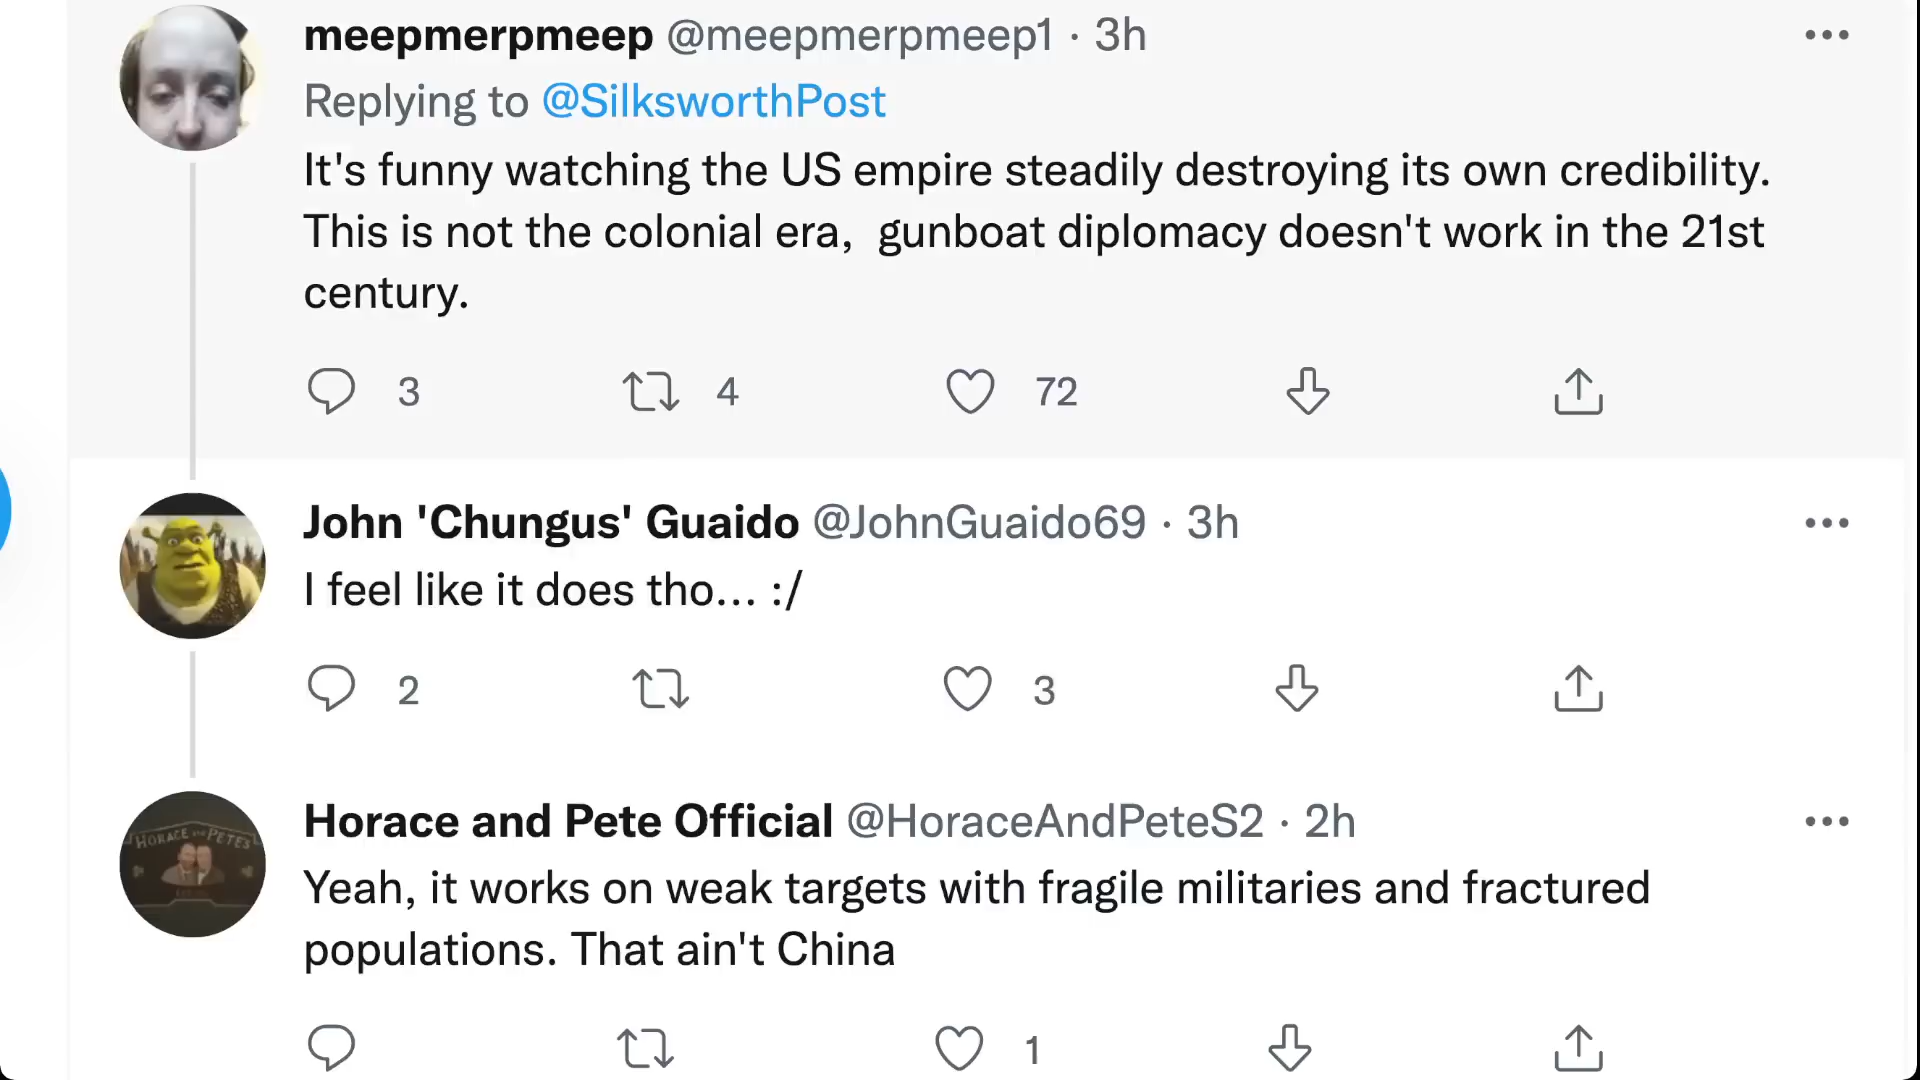 meepmerpmeep @meepmerpmeep1 · 3h
Replying to @SilksworthPost
It's funny watching the US empire steadily destroying its own credibility.
This is not the colonial era,  gunboat diplomacy doesn't work in the 21st
century.
3 4 72
John 'Chungus' Guaido @JohnGuaido69 · 3h
I feel like it does tho... :/
2 3
HORACE and PETE'S
Horace and Pete Official @HoraceAndPeteS2 · 2h
Yeah, it works on weak targets with fragile militaries and fractured
populations. That ain't China
1